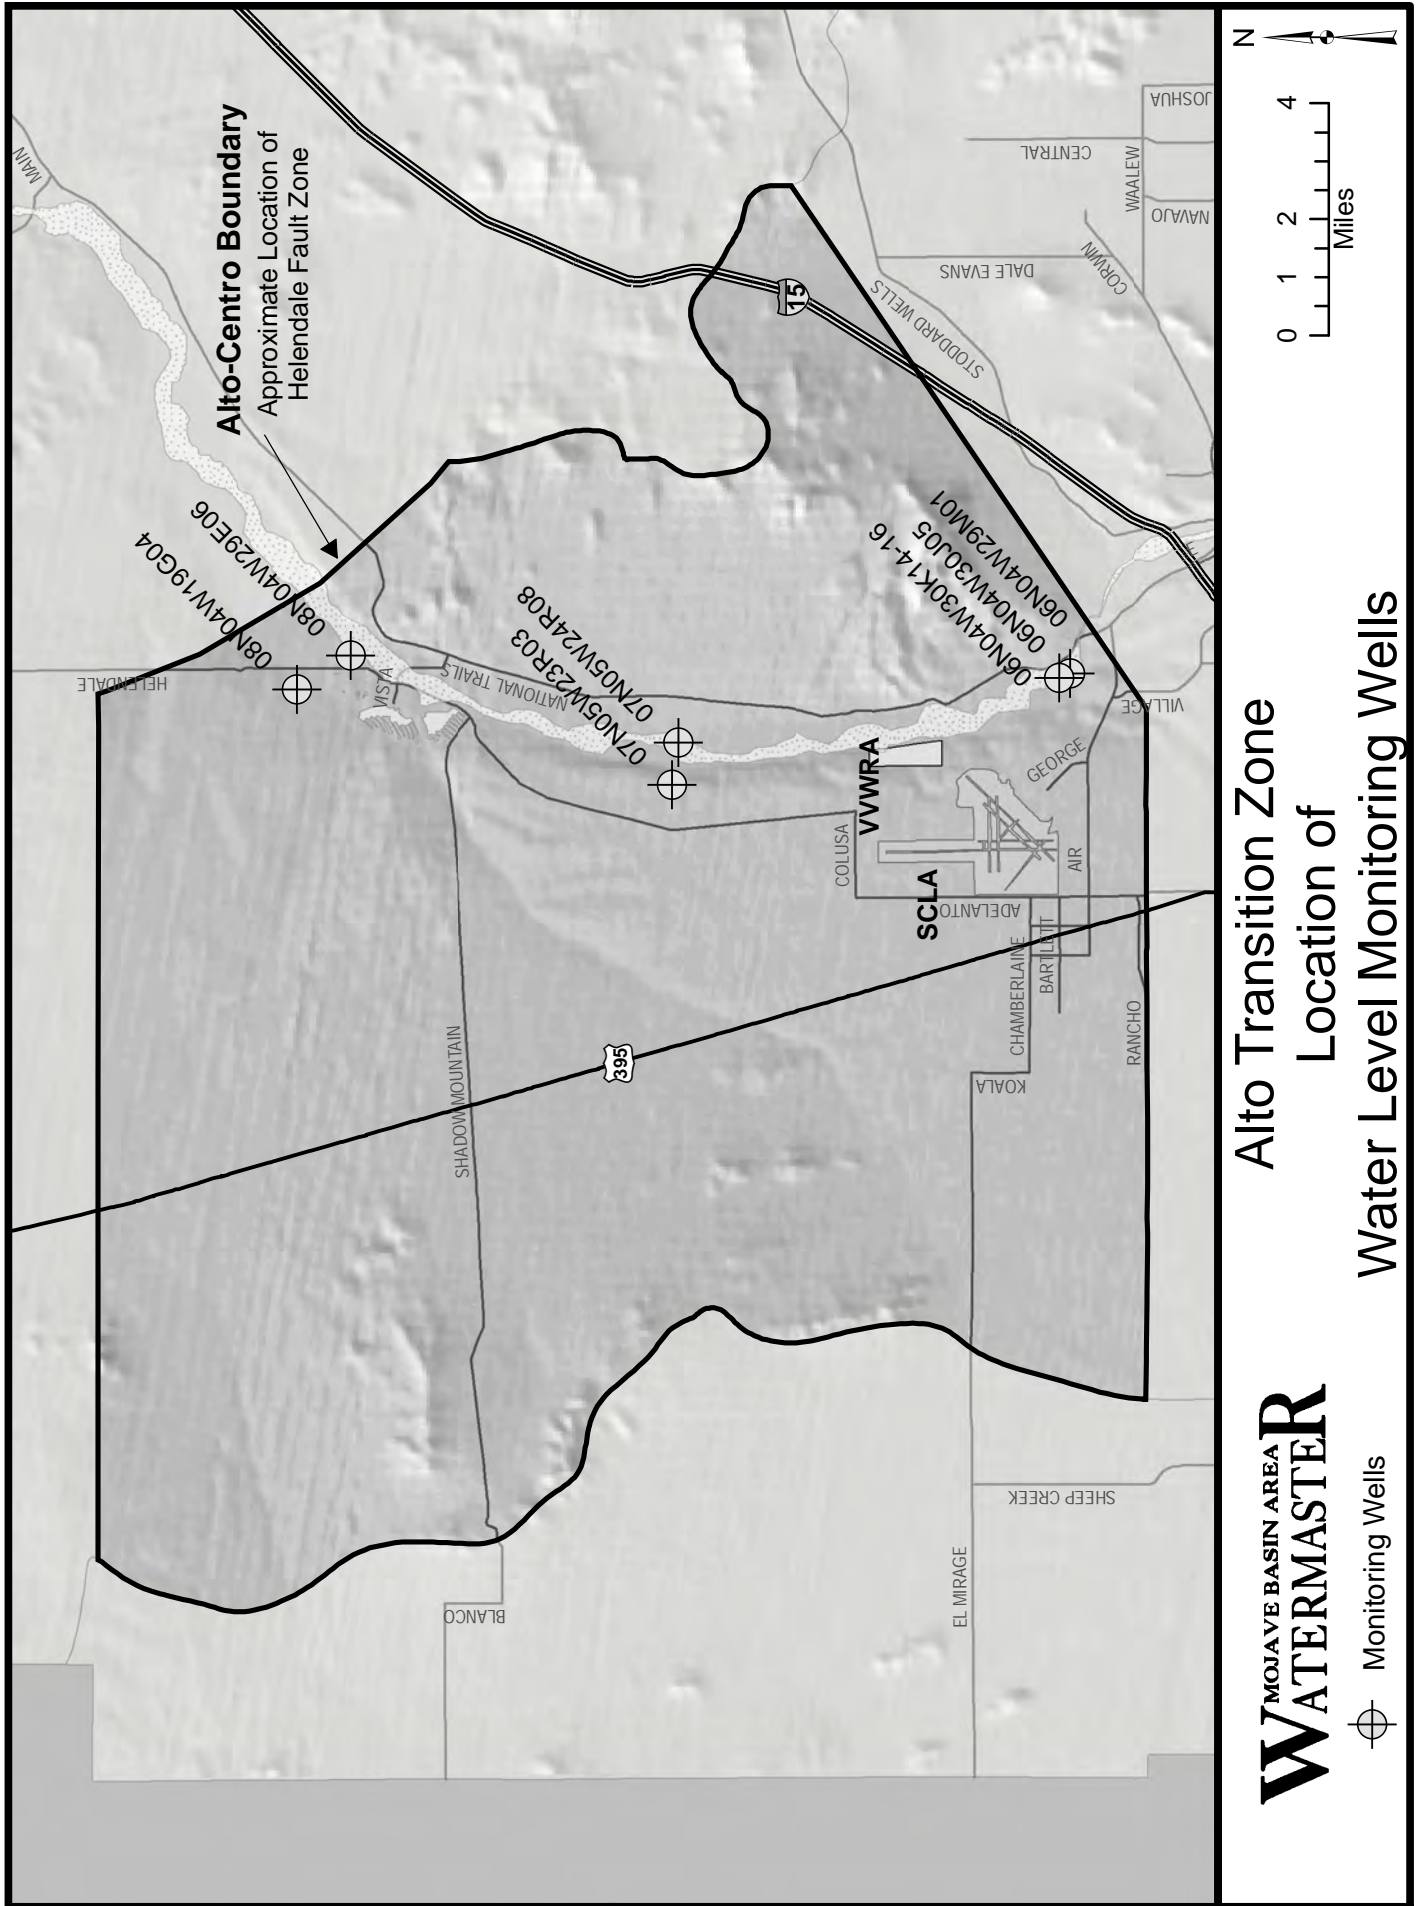 Alto Transition Zone
Location of
Water Level Monitoring Wells
MOJAVE BASIN AREA
WATERMASTER
Monitoring Wells
N
0 1 2 4
Miles
Alto-Centro Boundary
Approximate Location of
Helendale Fault Zone
MAIN
HELENDALE
08N04W19G04
08N04W29E06
VISTA
NATIONAL TRAILS
07N05W23R03
07N05W24R08
06N04W30K14-16
06N04W30J05
06N04W29M01
VVWRA
SCLA
COLUSA
ADELANTO
GEORGE
AIR
VILLAGE
CHAMBERLAINE
BARTLETT
RANCHO
KOALA
SHADOW MOUNTAIN
395
15
STODDARD WELLS
DALE EVANS
CORWIN
CENTRAL
WAALEW
NAVAJO
JOSHUA
BLANCO
EL MIRAGE
SHEEP CREEK